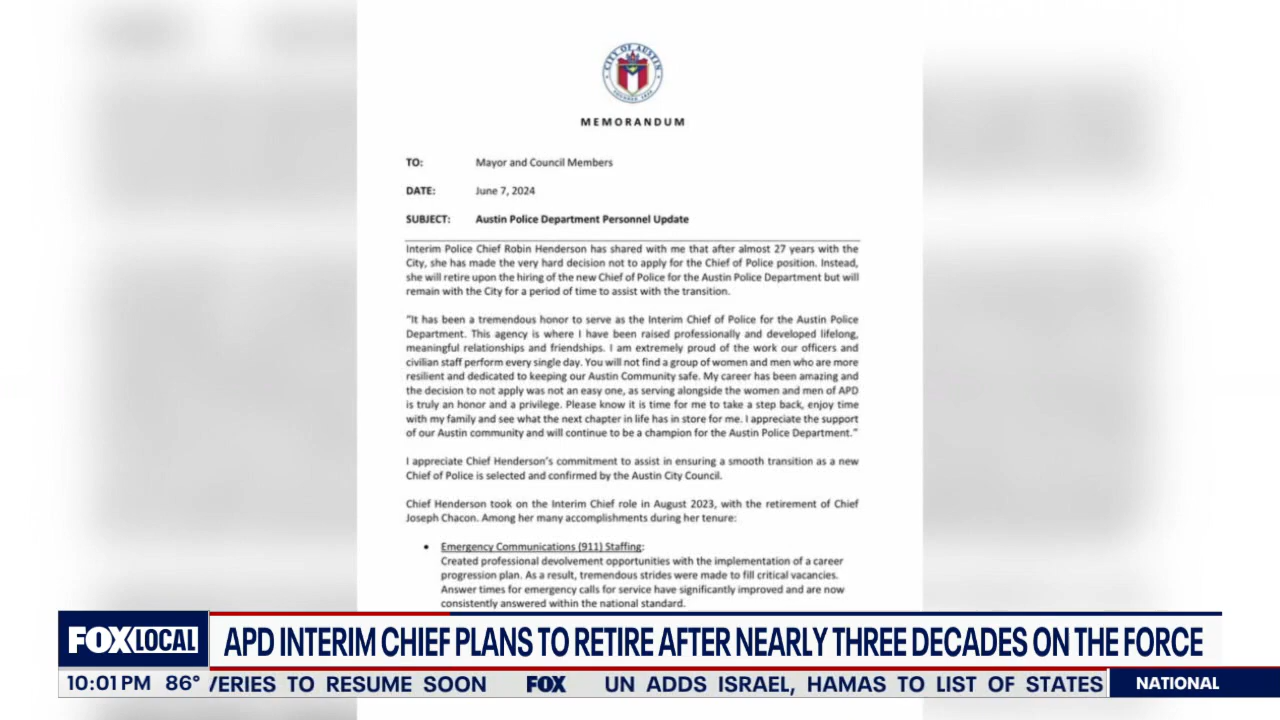 CITY OF AUSTIN
MEMORANDUM
TO: Mayor and Council Members
DATE: June 7, 2024
SUBJECT: Austin Police Department Personnel Update
Interim Police Chief Robin Henderson has shared with me that after almost 27 years with the
City, she has made the very hard decision not to apply for the Chief of Police position. Instead,
she will retire upon the hiring of the new Chief of Police for the Austin Police Department but will
remain with the City for a period of time to assist with the transition.
"It has been a tremendous honor to serve as the Interim Chief of Police for the Austin Police
Department. This agency is where I have been raised professionally and developed lifelong,
meaningful relationships and friendships. I am extremely proud of the work our officers and
civilian staff perform every single day. You will not find a group of women and men who are more
resilient and dedicated to keeping our Austin Community safe. My career has been amazing and
the decision to not apply was not an easy one, as serving alongside the women and men of APD
is truly an honor and a privilege. Please know it is time for me to take a step back, enjoy time
with my family and see what the next chapter in life has in store for me. I appreciate the support
of our Austin community and will continue to be a champion for the Austin Police Department."
I appreciate Chief Henderson's commitment to assist in ensuring a smooth transition as a new
Chief of Police is selected and confirmed by the Austin City Council.
Chief Henderson took on the Interim Chief role in August 2023, with the retirement of Chief
Joseph Chacon. Among her many accomplishments during her tenure:
• Emergency Communications (911) Staffing:
Created professional devolvement opportunities with the implementation of a career
progression plan. As a result, tremendous strides were made to fill critical vacancies.
Answer times for emergency calls for service have significantly improved and are now
consistently answered within the national standard.
FOX LOCAL APD INTERIM CHIEF PLANS TO RETIRE AFTER NEARLY THREE DECADES ON THE FORCE
10:01 PM 86° /ERIES TO RESUME SOON FOX UN ADDS ISRAEL, HAMAS TO LIST OF STATES NATIONAL